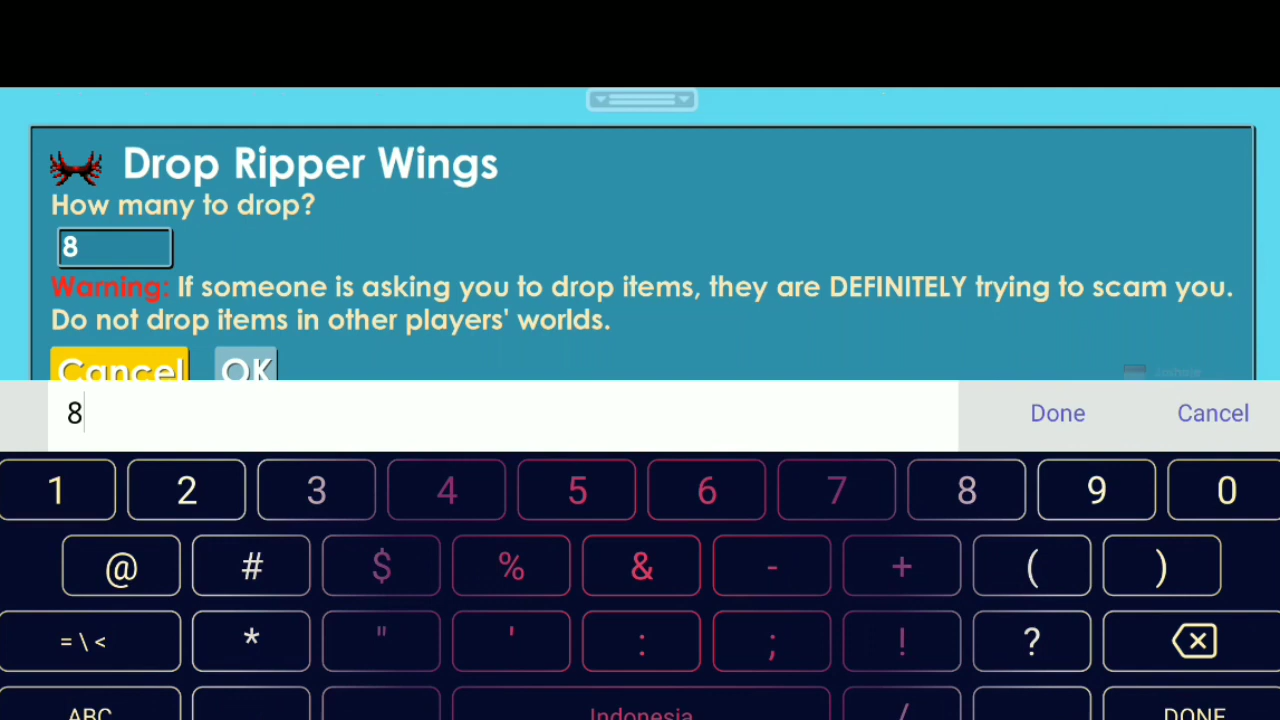 Drop Ripper Wings
How many to drop?
8
Warning: If someone is asking you to drop items, they are DEFINITELY trying to scam you.
Do not drop items in other players' worlds.
Cancel OK
8 Done Cancel
1 2 3 4 5 6 7 8 9 0
@ # $ % & - + ( )
= \ < * " ' : ; ! ?
ABC Indonesia / DONE